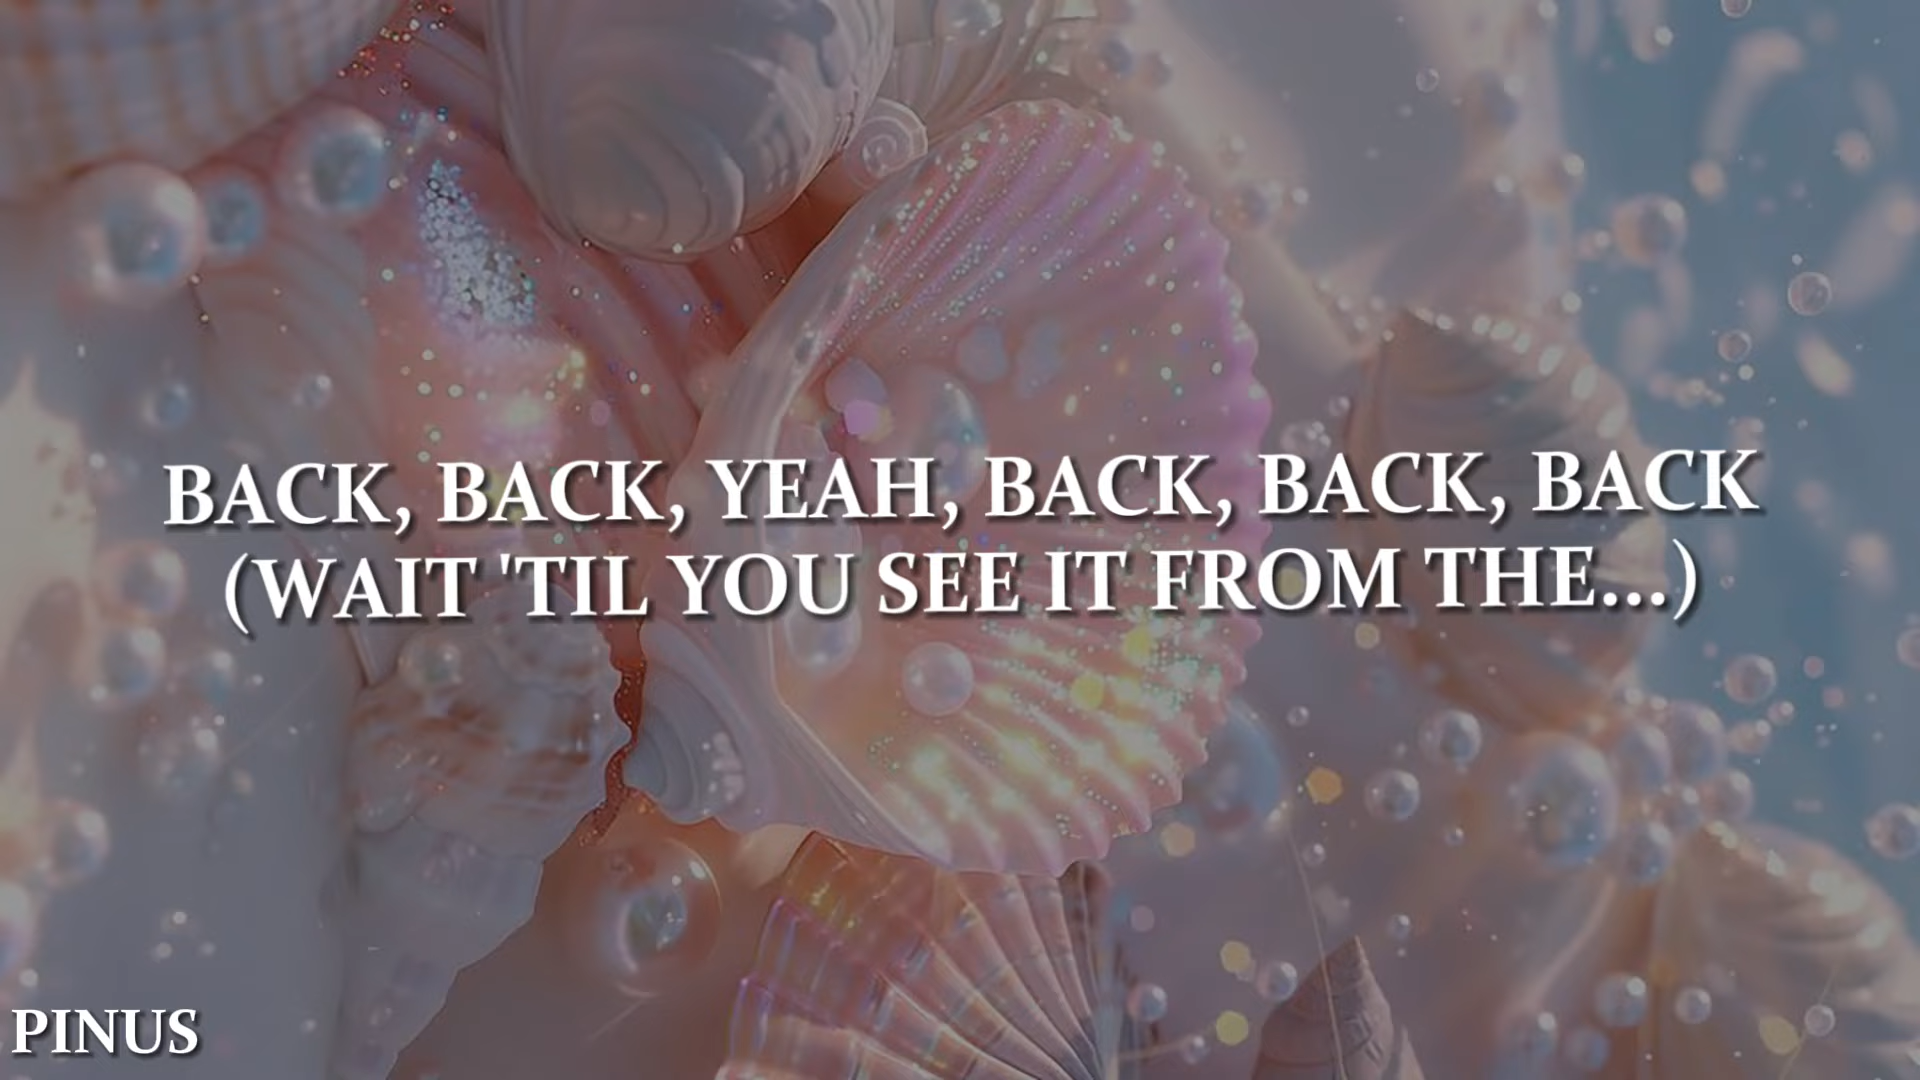 BACK, BACK, YEAH, BACK, BACK, BACK
(WAIT 'TIL YOU SEE IT FROM THE...)
PINUS